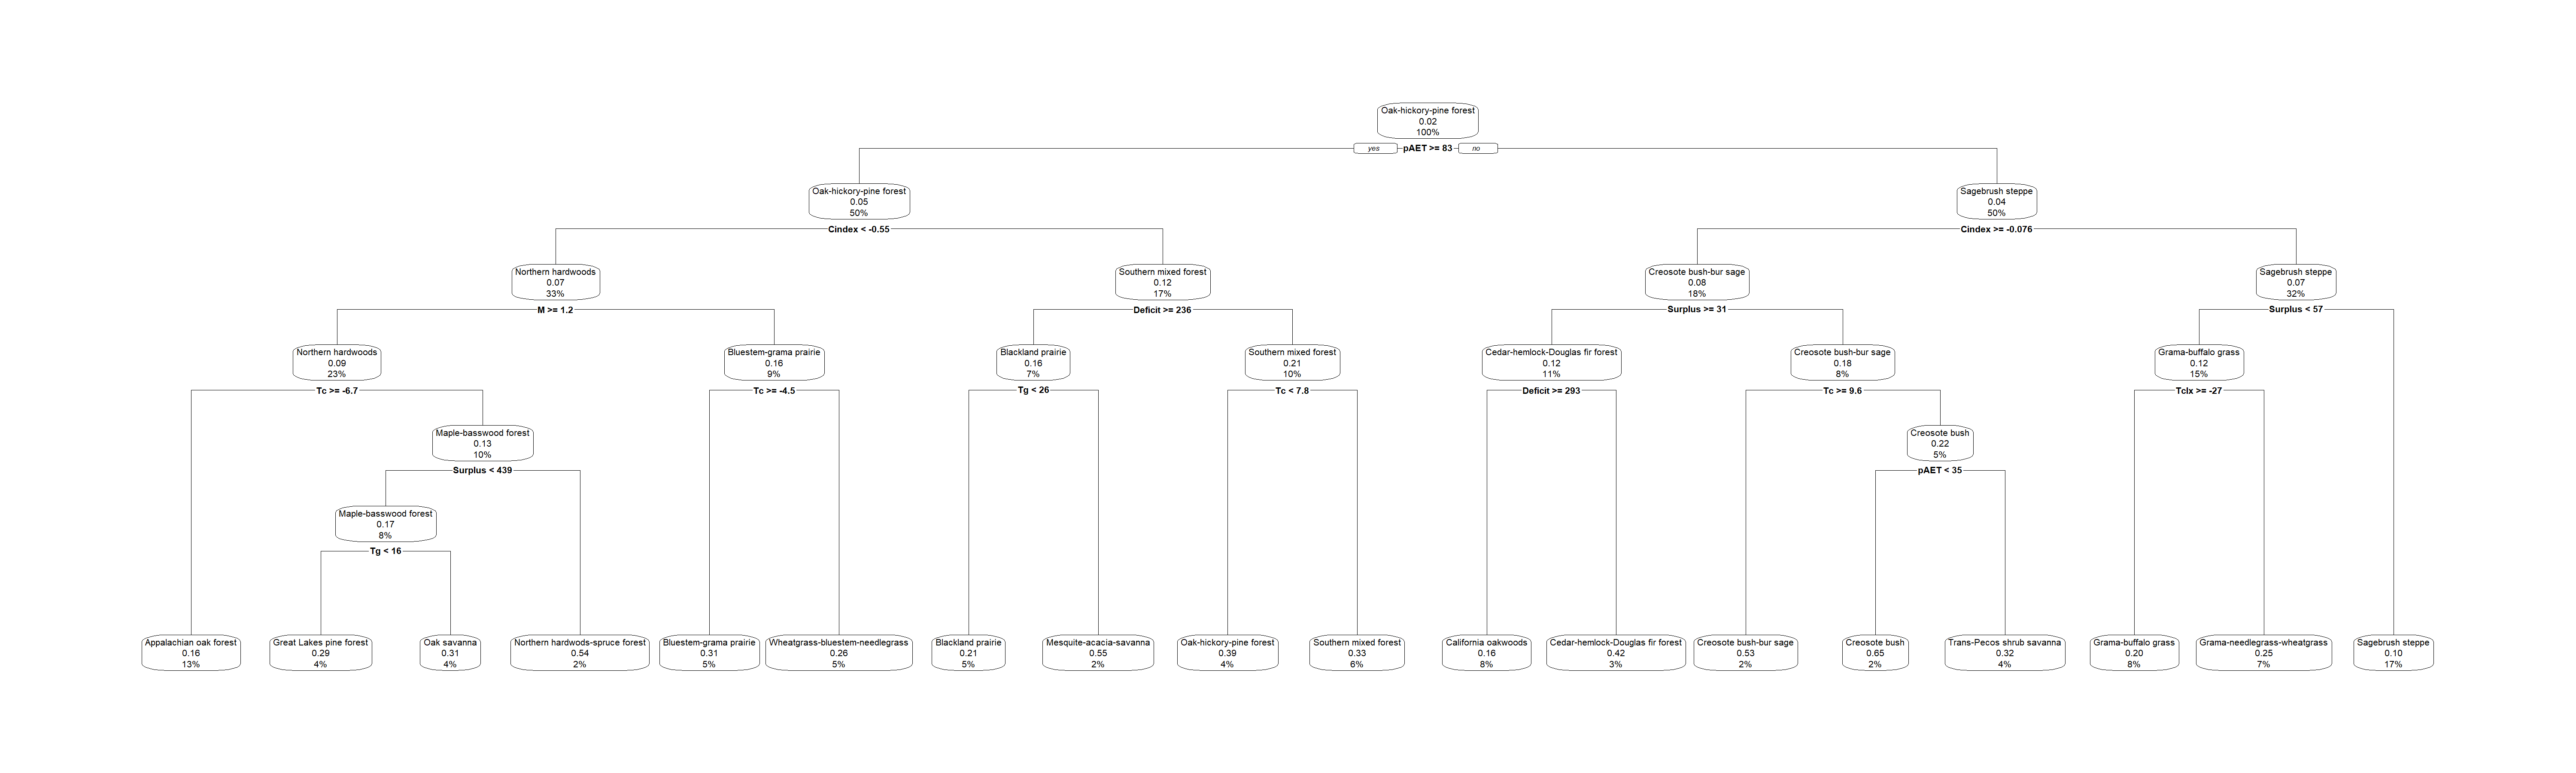 Oak-hickory-pine forest
0.02
100%
yes pAET >= 83 no
Oak-hickory-pine forest
0.05
50%
Sagebrush steppe
0.04
50%
Cindex < -0.55
Cindex >= -0.076
Northern hardwoods
0.07
33%
Southern mixed forest
0.12
17%
Creosote bush-bur sage
0.08
18%
Sagebrush steppe
0.07
32%
M >= 1.2
Deficit >= 236
Surplus >= 31
Surplus < 57
Northern hardwoods
0.09
23%
Bluestem-grama prairie
0.16
9%
Blackland prairie
0.16
7%
Southern mixed forest
0.21
10%
Cedar-hemlock-Douglas fir forest
0.12
11%
Creosote bush-bur sage
0.18
8%
Grama-buffalo grass
0.12
15%
Tc >= -6.7
Tc >= -4.5
Tg < 26
Tc < 7.8
Deficit >= 293
Tc >= 9.6
Tclx >= -27
Maple-basswood forest
0.13
10%
Creosote bush
0.22
5%
Surplus < 439
pAET < 35
Maple-basswood forest
0.17
8%
Tg < 16
Appalachian oak forest
0.16
13%
Great Lakes pine forest
0.29
4%
Oak savanna
0.31
4%
Northern hardwods-spruce forest
0.54
2%
Bluestem-grama prairie
0.31
5%
Wheatgrass-bluestem-needlegrass
0.26
5%
Blackland prairie
0.21
5%
Mesquite-acacia-savanna
0.55
2%
Oak-hickory-pine forest
0.39
4%
Southern mixed forest
0.33
6%
California oakwoods
0.16
8%
Cedar-hemlock-Douglas fir forest
0.42
3%
Creosote bush-bur sage
0.53
2%
Creosote bush
0.65
2%
Trans-Pecos shrub savanna
0.32
4%
Grama-buffalo grass
0.20
8%
Grama-needlegrass-wheatgrass
0.25
7%
Sagebrush steppe
0.10
17%